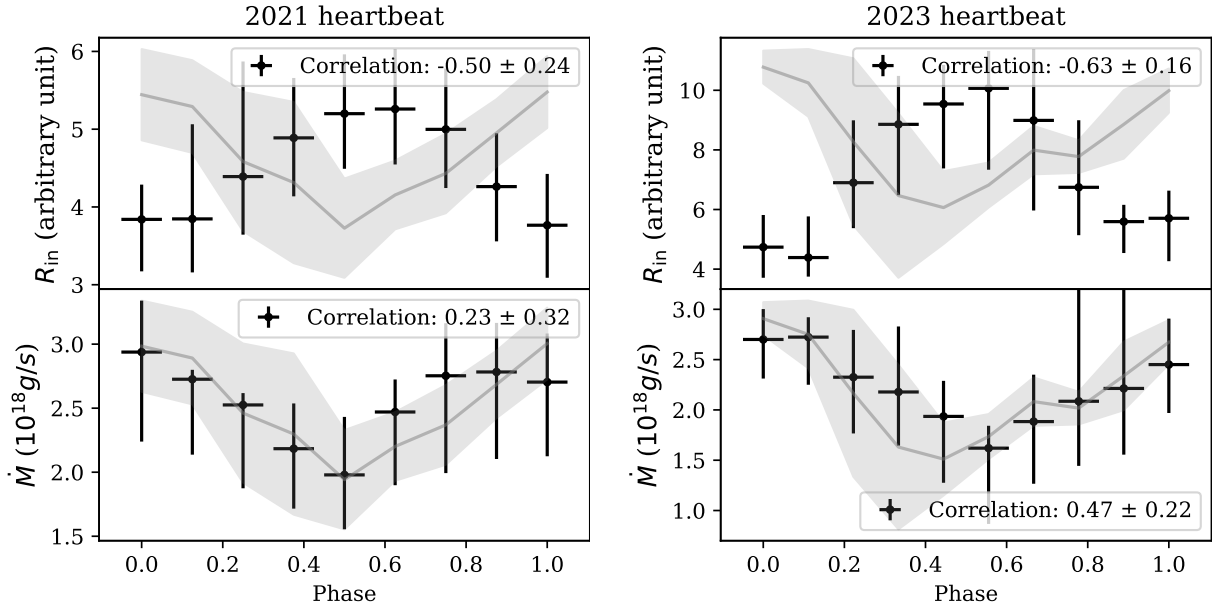 2021 heartbeat
R_in (arbitrary unit)
6
5
4
3
Correlation: -0.50 ± 0.24
Ṁ (10^18 g/s)
3.0
2.5
2.0
1.5
Correlation: 0.23 ± 0.32
0.0 0.2 0.4 0.6 0.8 1.0
Phase
2023 heartbeat
R_in (arbitrary unit)
10
8
6
4
Correlation: -0.63 ± 0.16
Ṁ (10^18 g/s)
3.0
2.5
2.0
1.5
1.0
Correlation: 0.47 ± 0.22
0.0 0.2 0.4 0.6 0.8 1.0
Phase